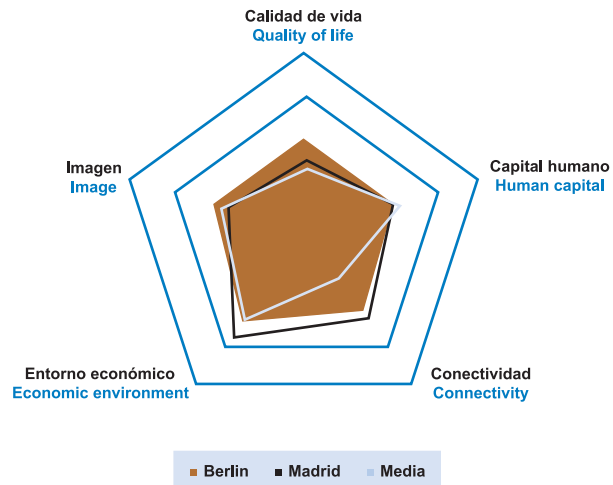 Calidad de vida
Quality of life
Imagen
Image
Capital humano
Human capital
Entorno económico
Economic environment
Conectividad
Connectivity
Berlin Madrid Media